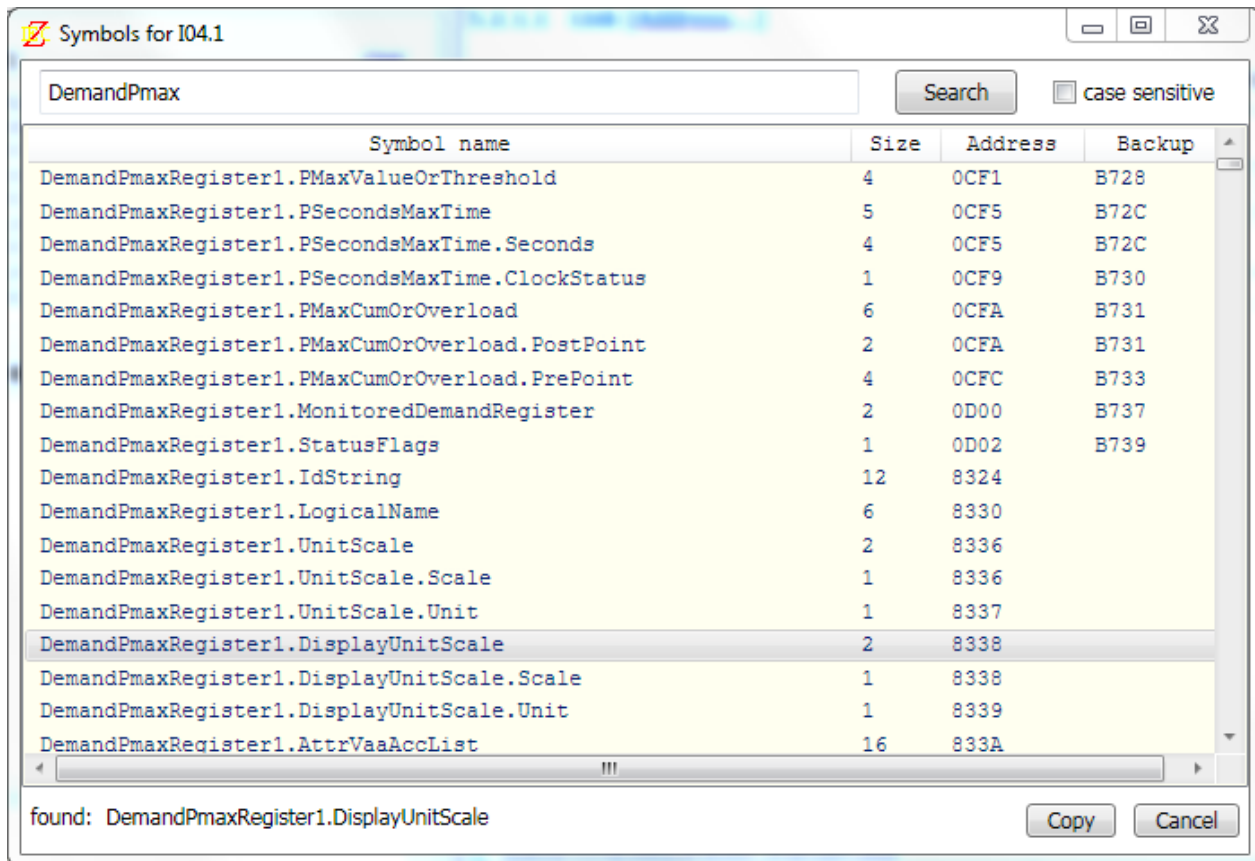 Symbols for I04.1
DemandPmax Search case sensitive
Symbol name Size Address Backup
DemandPmaxRegister1.PMaxValueOrThreshold 4 0CF1 B728
DemandPmaxRegister1.PSecondsMaxTime 5 0CF5 B72C
DemandPmaxRegister1.PSecondsMaxTime.Seconds 4 0CF5 B72C
DemandPmaxRegister1.PSecondsMaxTime.ClockStatus 1 0CF9 B730
DemandPmaxRegister1.PMaxCumOrOverload 6 0CFA B731
DemandPmaxRegister1.PMaxCumOrOverload.PostPoint 2 0CFA B731
DemandPmaxRegister1.PMaxCumOrOverload.PrePoint 4 0CFC B733
DemandPmaxRegister1.MonitoredDemandRegister 2 0D00 B737
DemandPmaxRegister1.StatusFlags 1 0D02 B739
DemandPmaxRegister1.IdString 12 8324
DemandPmaxRegister1.LogicalName 6 8330
DemandPmaxRegister1.UnitScale 2 8336
DemandPmaxRegister1.UnitScale.Scale 1 8336
DemandPmaxRegister1.UnitScale.Unit 1 8337
DemandPmaxRegister1.DisplayUnitScale 2 8338
DemandPmaxRegister1.DisplayUnitScale.Scale 1 8338
DemandPmaxRegister1.DisplayUnitScale.Unit 1 8339
DemandPmaxRegister1.AttrVaaAccList 16 833A
found: DemandPmaxRegister1.DisplayUnitScale Copy Cancel